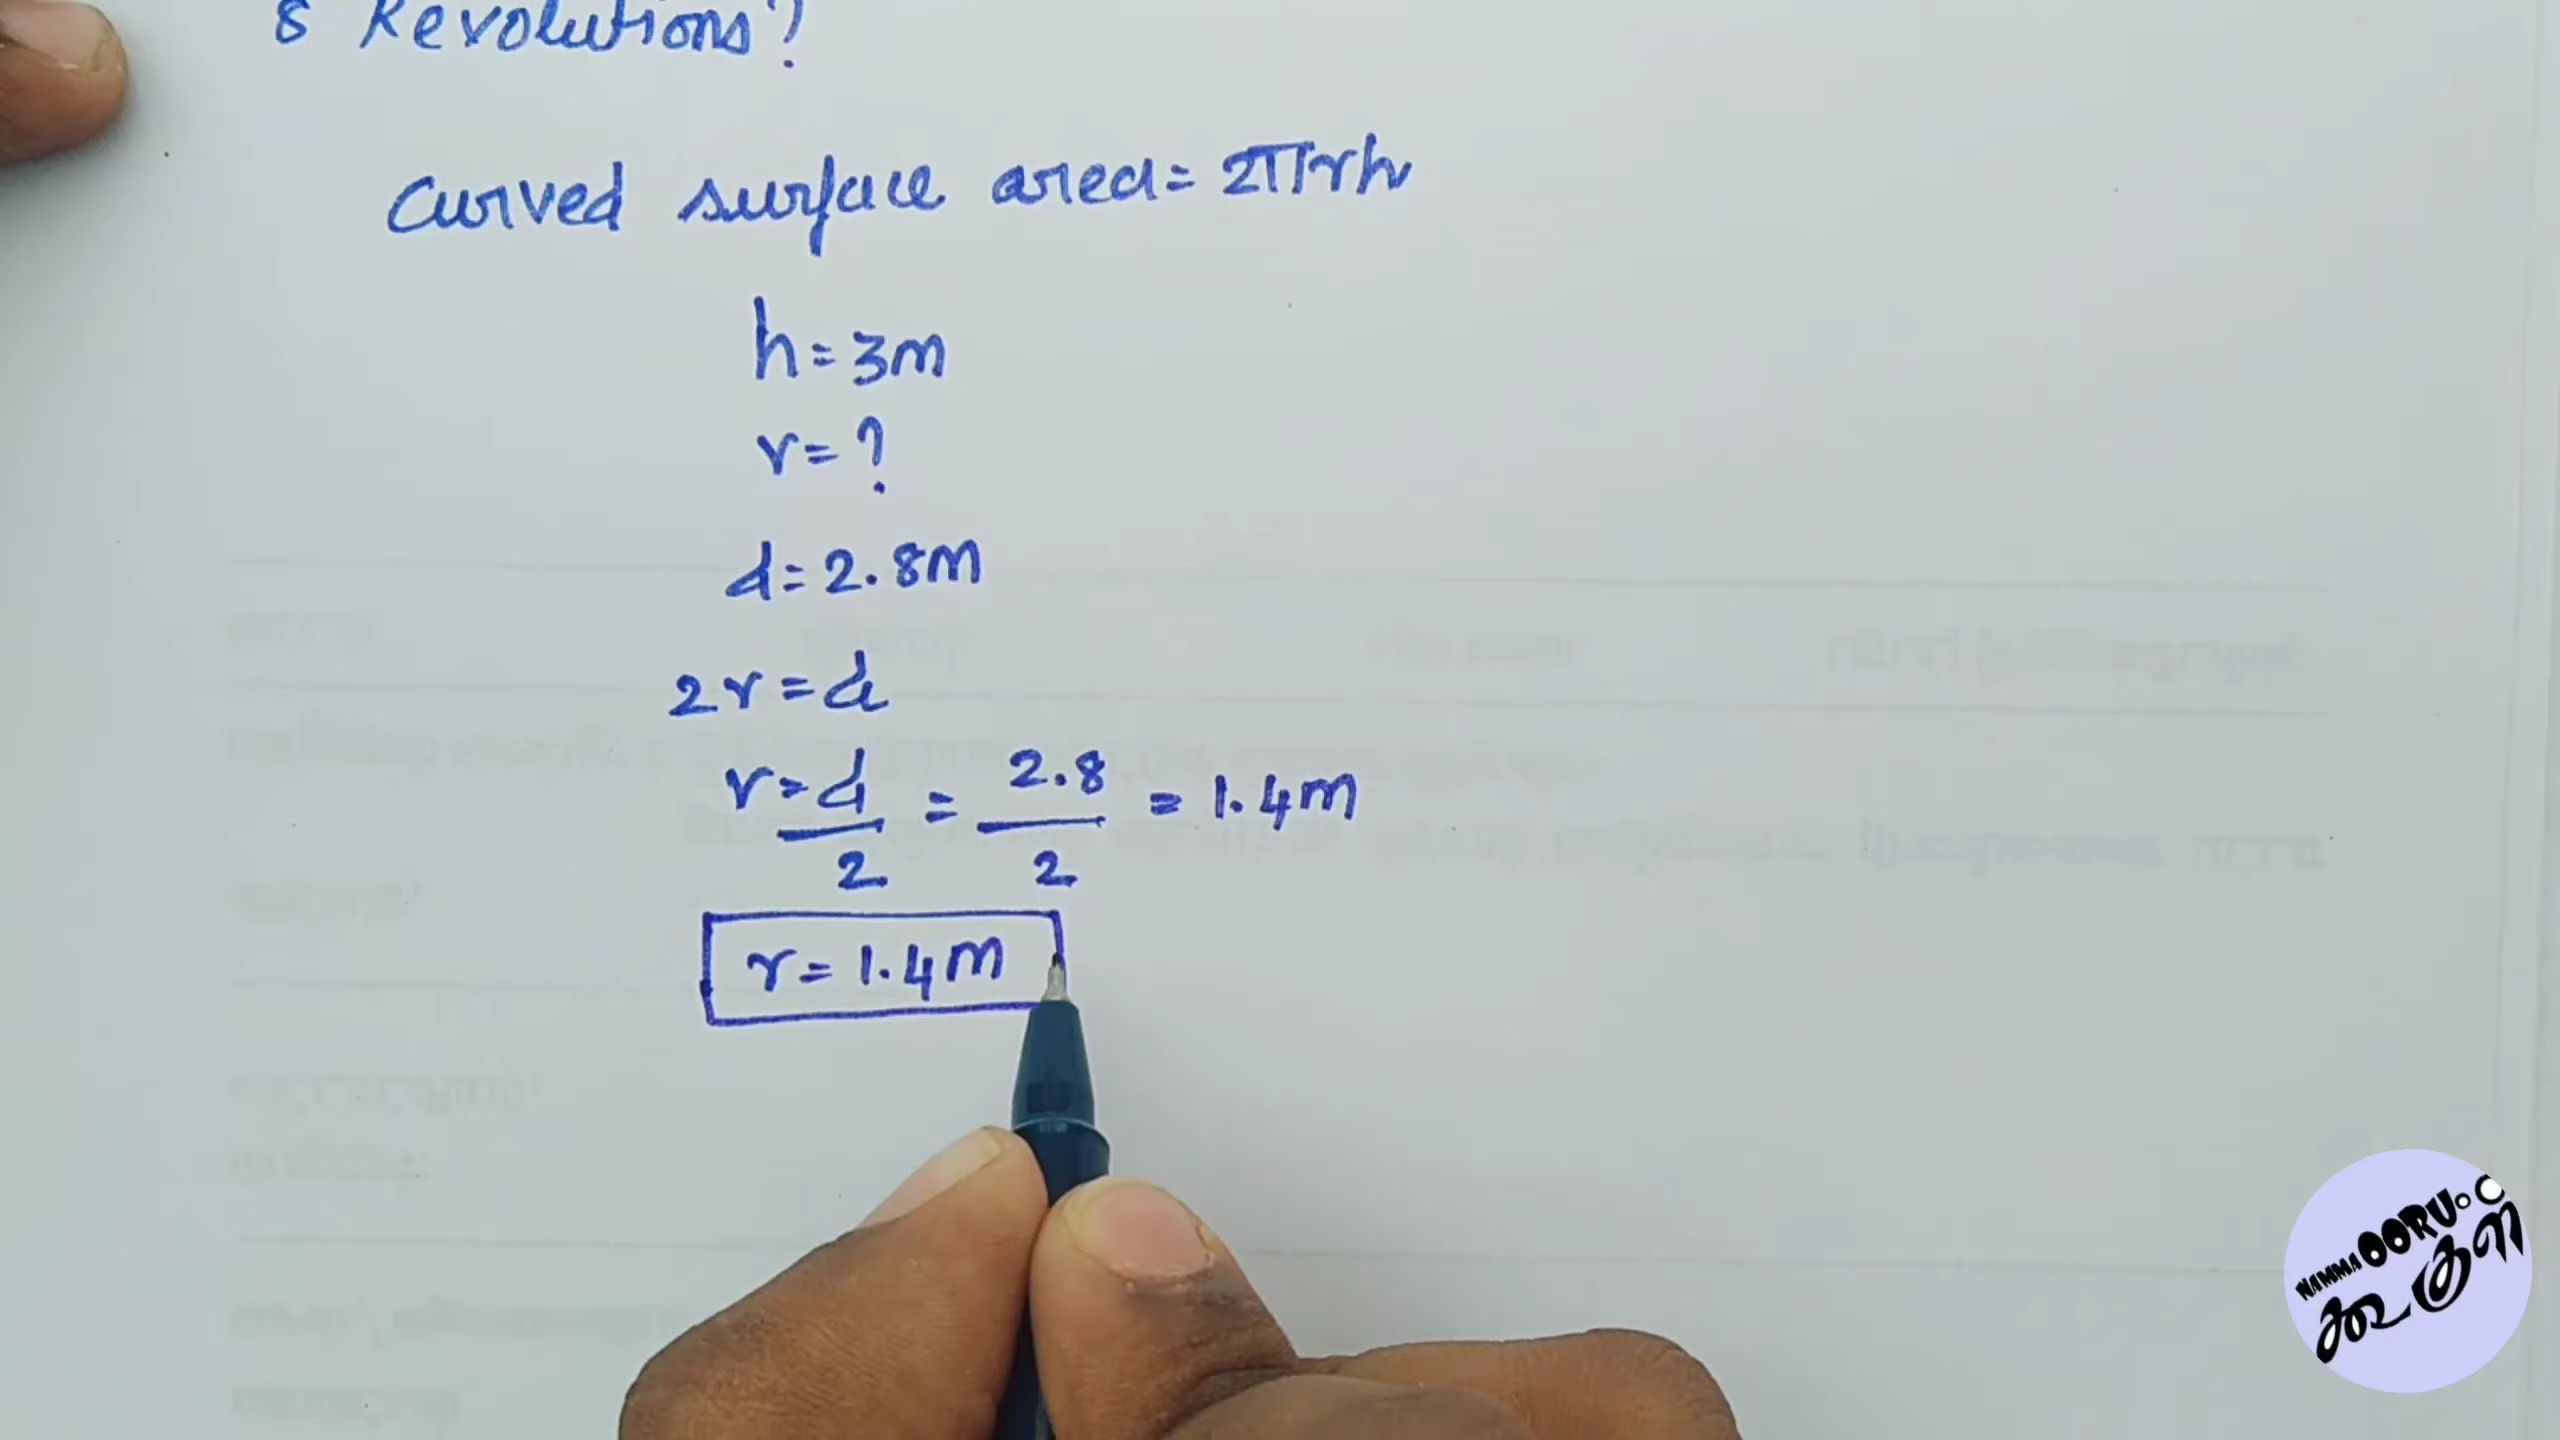 8 Revolutions?
Curved surface area = 2πrh
h = 3m
r = ?
d = 2.8m
2r = d
r = d/2 = 2.8/2 = 1.4m
r = 1.4m
NAMMA OORU